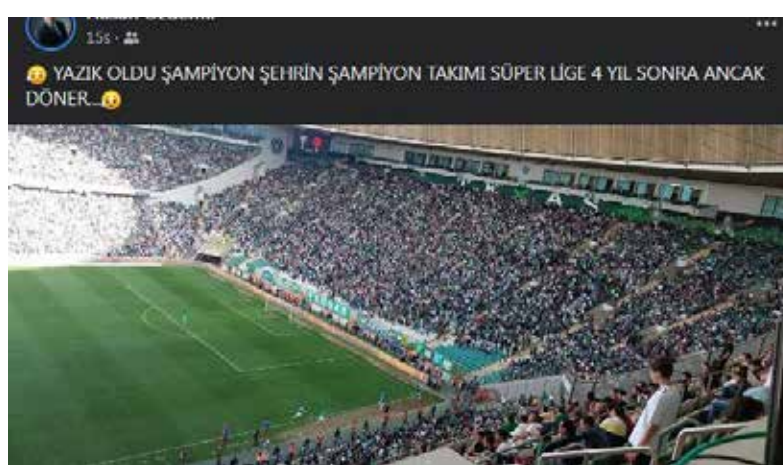 15s
YAZIK OLDU ŞAMPİYON ŞEHRİN ŞAMPİYON TAKIMI SÜPER LİGE 4 YIL SONRA ANCAK
DÖNER...